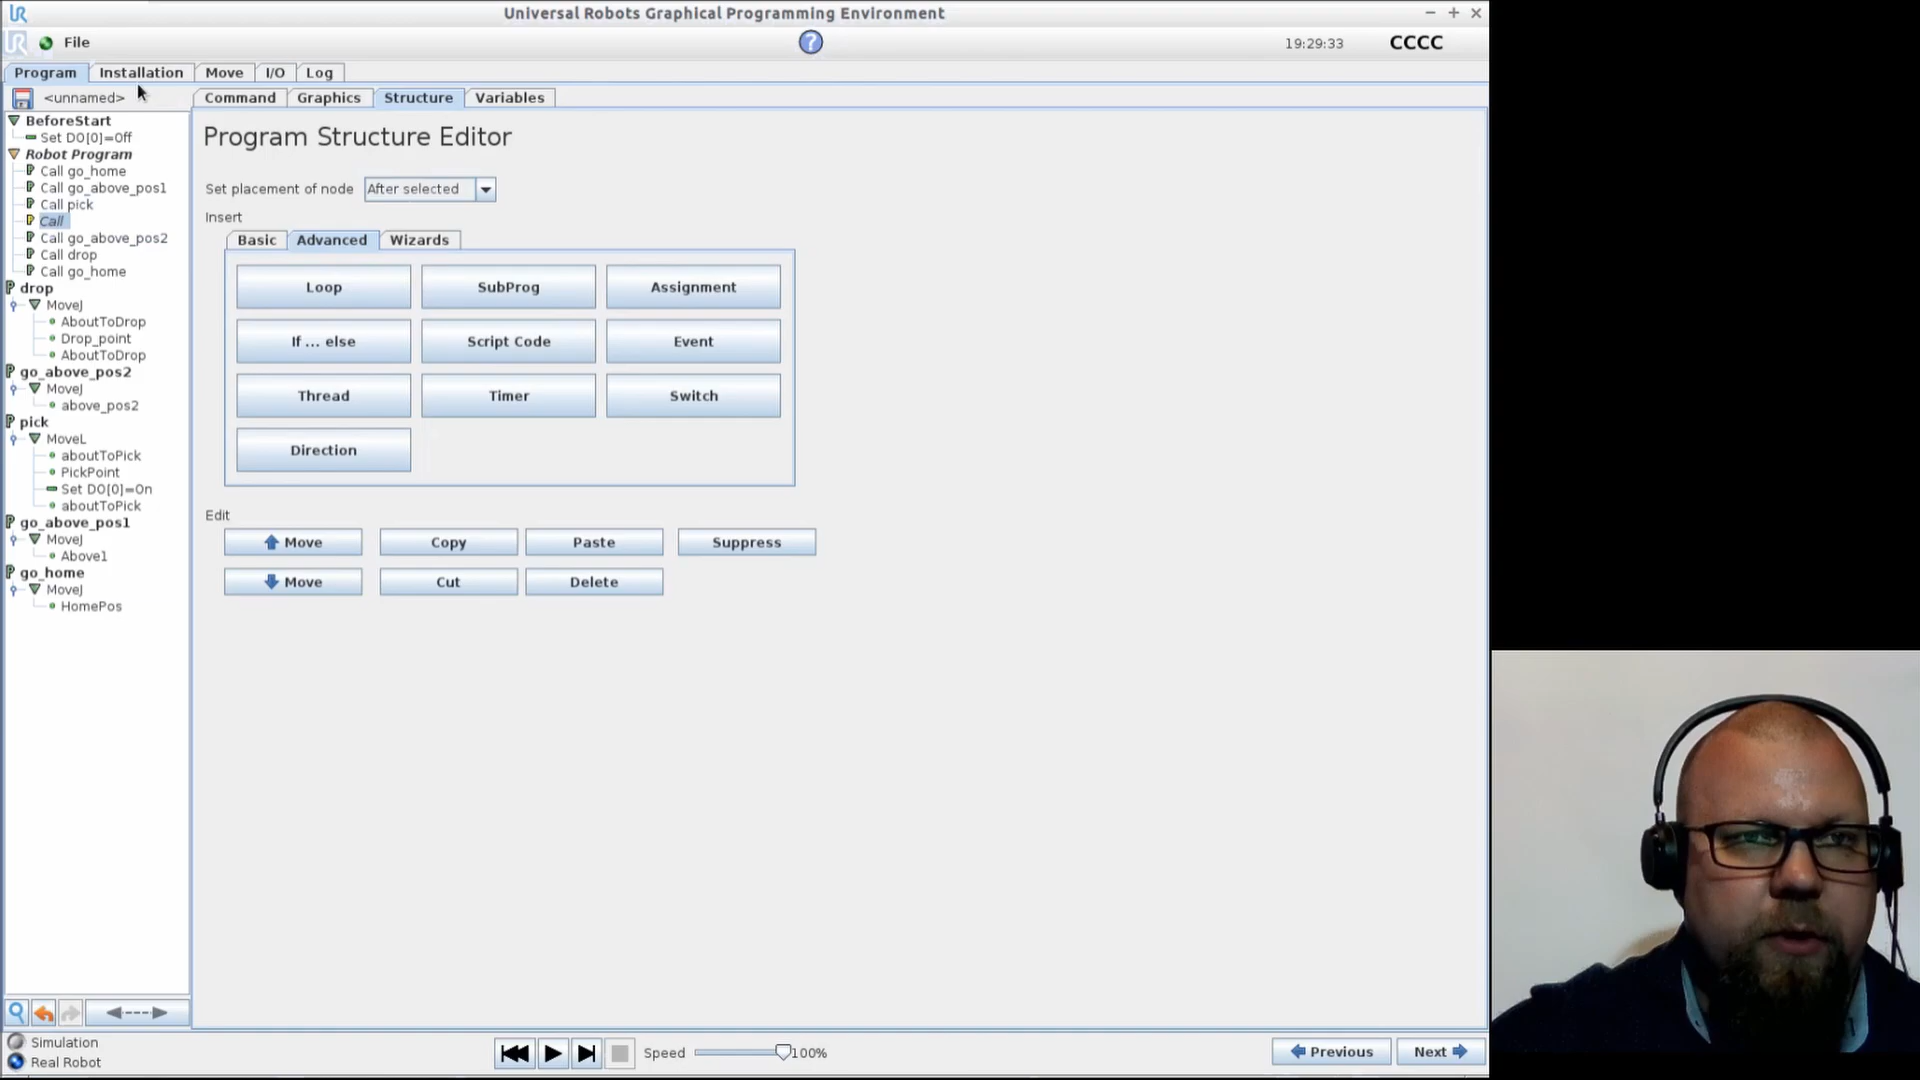 Universal Robots Graphical Programming Environment
File
?
19:29:33
CCCC
Program
Installation
Move
I/O
Log
<unnamed>
Command
Graphics
Structure
Variables
BeforeStart
Set DO[0]=Off
Robot Program
Call go_home
Call go_above_pos1
Call pick
Call
Call go_above_pos2
Call drop
Call go_home
drop
MoveJ
AboutToDrop
Drop_point
AboutToDrop
go_above_pos2
MoveJ
above_pos2
pick
MoveL
aboutToPick
PickPoint
Set DO[0]=On
aboutToPick
go_above_pos1
MoveJ
Above1
go_home
MoveJ
HomePos
Program Structure Editor
Set placement of node
After selected
Insert
Basic
Advanced
Wizards
Loop
SubProg
Assignment
If ... else
Script Code
Event
Thread
Timer
Switch
Direction
Edit
Move
Copy
Paste
Suppress
Move
Cut
Delete
Simulation
Real Robot
Speed
100%
Previous
Next